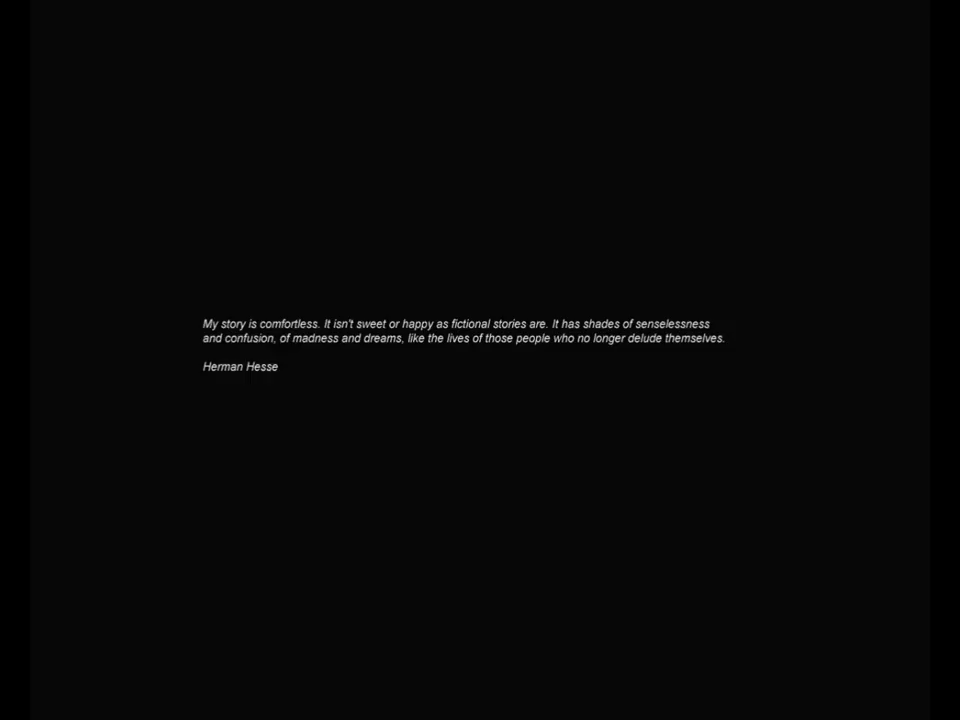 My story is comfortless. It isn't sweet or happy as fictional stories are. It has shades of senselessness
and confusion, of madness and dreams, like the lives of those people who no longer delude themselves.
Herman Hesse